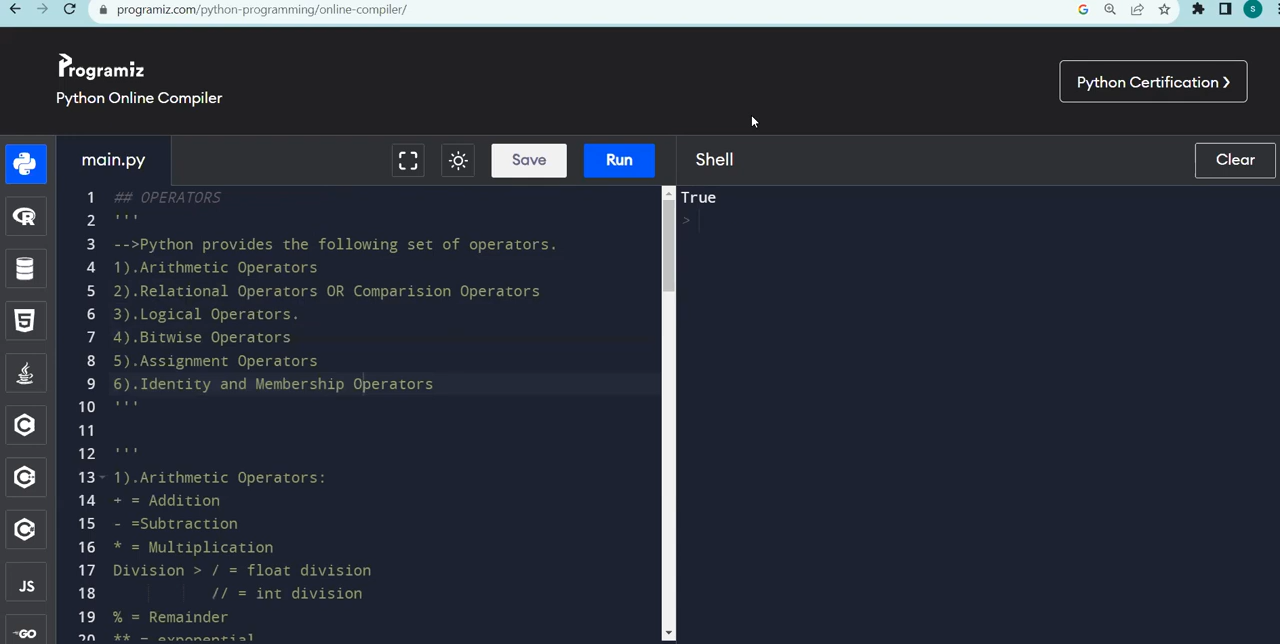 programiz.com/python-programming/online-compiler/
G
S
Programiz
Python Online Compiler
Python Certification ❯
main.py
Save
Run
Shell
Clear
1 ## OPERATORS
2 '''
3 -->Python provides the following set of operators.
4 1).Arithmetic Operators
5 2).Relational Operators OR Comparision Operators
6 3).Logical Operators.
7 4).Bitwise Operators
8 5).Assignment Operators
9 6).Identity and Membership Operators
10 '''
11
12 '''
13 1).Arithmetic Operators:
14 + = Addition
15 - =Subtraction
16 * = Multiplication
17 Division > / = float division
18 // = int division
19 % = Remainder
20 ** = exponential
True
>
R
5
C
C
C
JS
GO